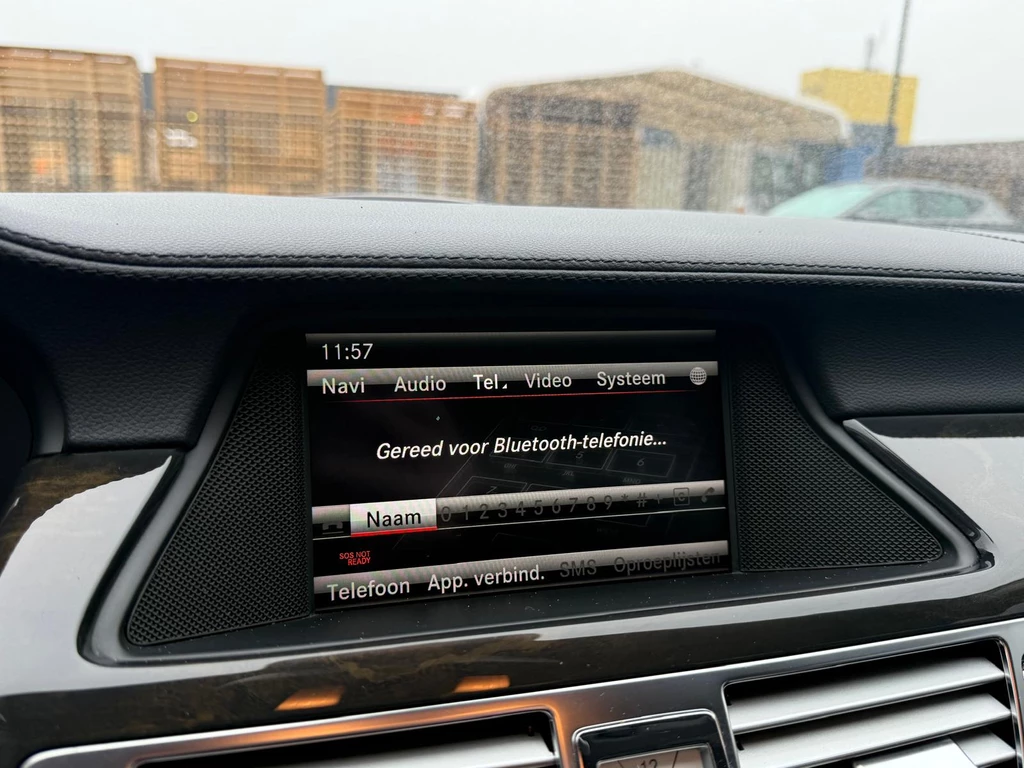 11:57
Navi Audio Tel Video Systeem
Gereed voor Bluetooth-telefonie...
Naam 0 1 2 3 4 5 6 7 8 9 * # +
SOS NOT
READY
Telefoon App. verbind. SMS Oproeplijsten
12